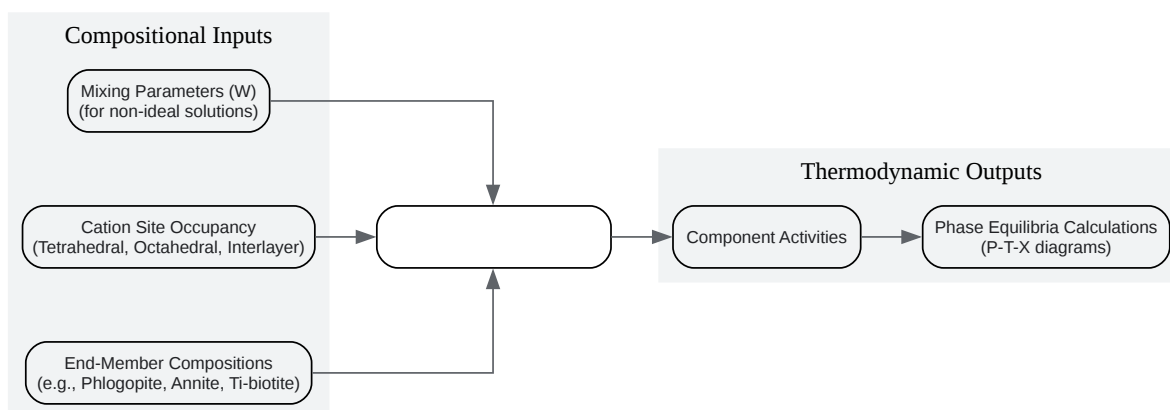 Compositional Inputs
Mixing Parameters (W)
(for non-ideal solutions)
Cation Site Occupancy
(Tetrahedral, Octahedral, Interlayer)
End-Member Compositions
(e.g., Phlogopite, Annite, Ti-biotite)
Thermodynamic Outputs
Component Activities
Phase Equilibria Calculations
(P-T-X diagrams)